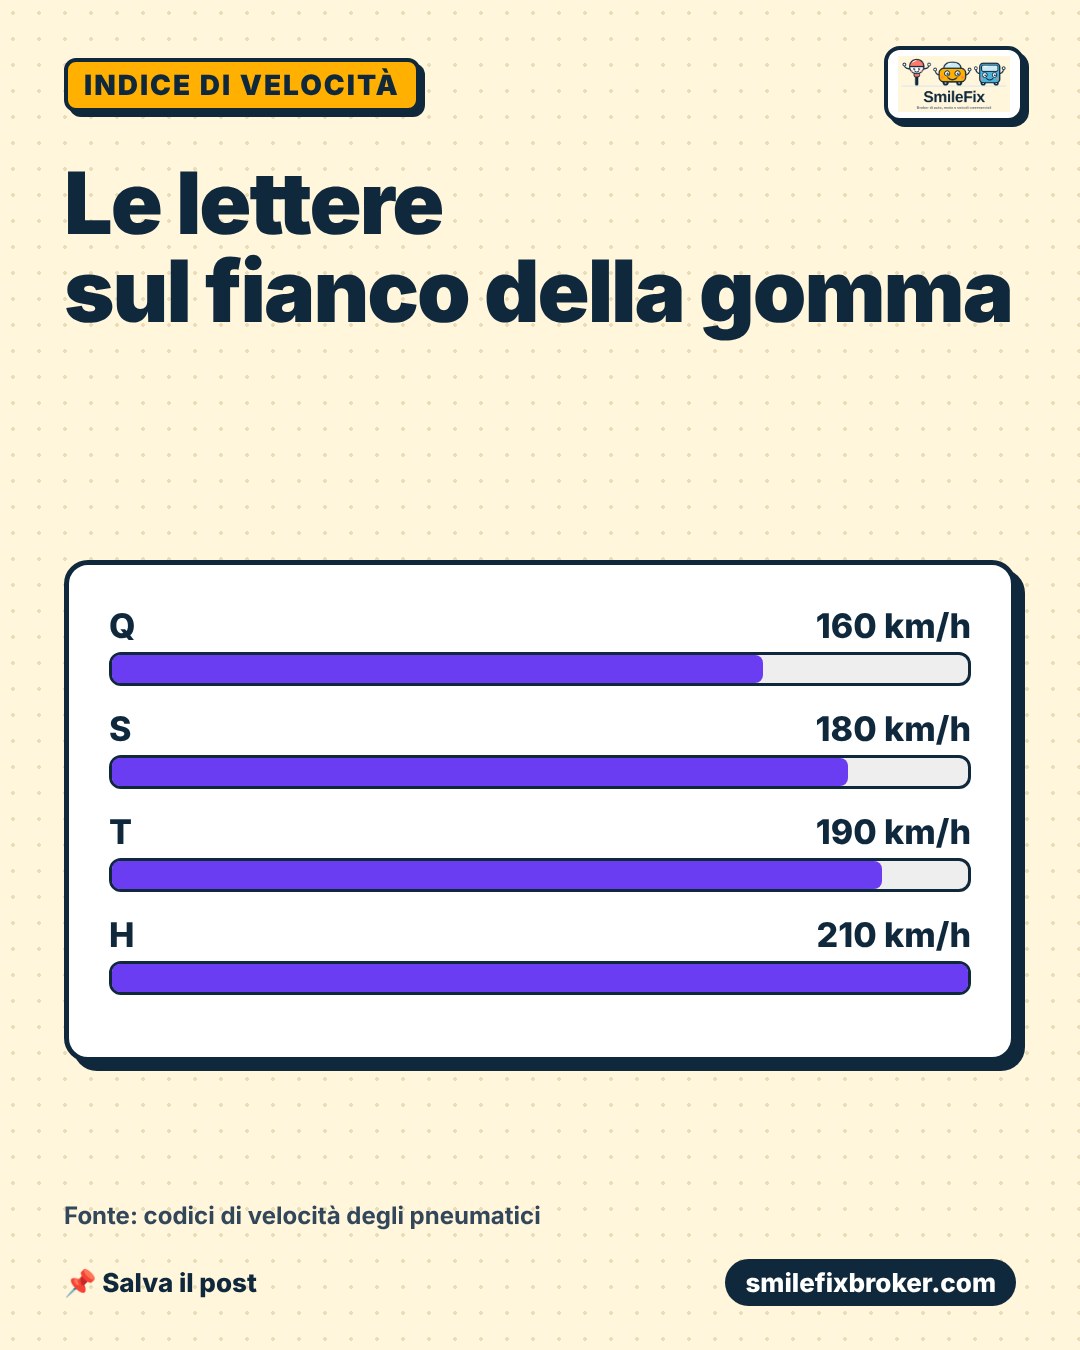 INDICE DI VELOCITÀ
SmileFix
Le lettere
sul fianco della gomma
Q 160 km/h
S 180 km/h
T 190 km/h
H 210 km/h
Fonte: codici di velocità degli pneumatici
Salva il post
smilefixbroker.com